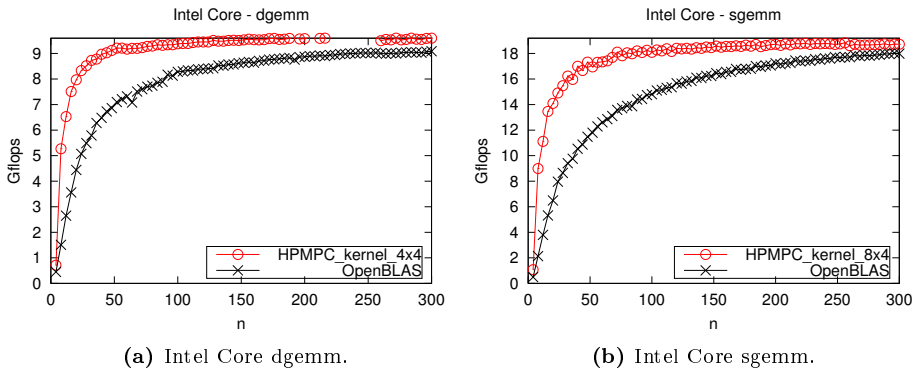 Intel Core - dgemm
Gflops
9
8
7
6
5
4
3
2
1
0
0 50 100 150 200 250 300
n
HPMPC_kernel_4x4
OpenBLAS
(a) Intel Core dgemm.
Intel Core - sgemm
Gflops
18
16
14
12
10
8
6
4
2
0
0 50 100 150 200 250 300
n
HPMPC_kernel_8x4
OpenBLAS
(b) Intel Core sgemm.